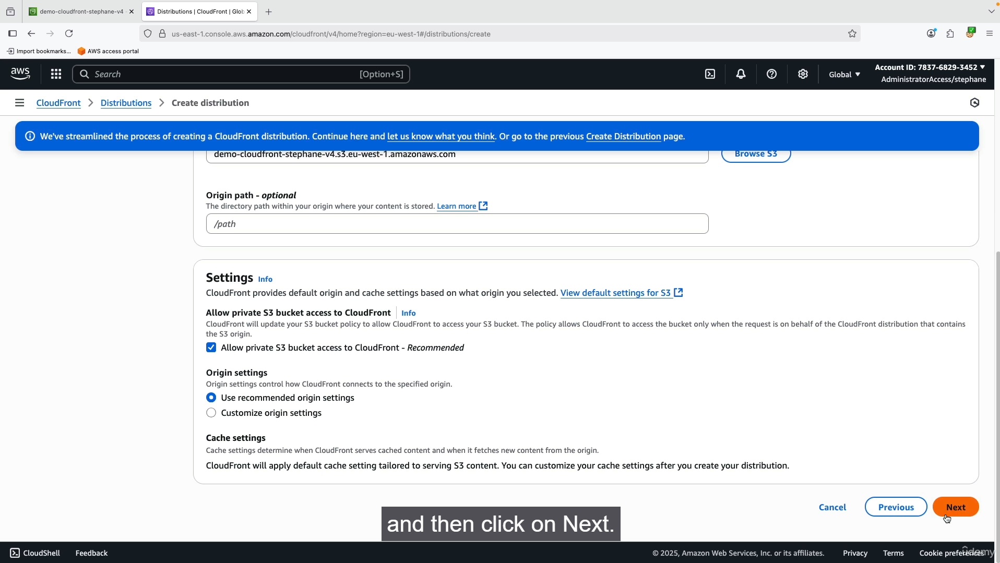 demo-cloudfront-stephane-v4
Distributions | CloudFront | Glob
us-east-1.console.aws.amazon.com/cloudfront/v4/home?region=eu-west-1#/distributions/create
Import bookmarks...
AWS access portal
aws
Search
[Option+S]
Global
Account ID: 7837-6829-3452
AdministratorAccess/stephane
CloudFront
Distributions
Create distribution
We've streamlined the process of creating a CloudFront distribution. Continue here and let us know what you think. Or go to the previous Create Distribution page.
demo-cloudfront-stephane-v4.s3.eu-west-1.amazonaws.com
Browse S3
Origin path - optional
The directory path within your origin where your content is stored. Learn more
/path
Settings Info
CloudFront provides default origin and cache settings based on what origin you selected. View default settings for S3
Allow private S3 bucket access to CloudFront Info
CloudFront will update your S3 bucket policy to allow CloudFront to access your S3 bucket. The policy allows CloudFront to access the bucket only when the request is on behalf of the CloudFront distribution that contains
the S3 origin.
Allow private S3 bucket access to CloudFront - Recommended
Origin settings
Origin settings control how CloudFront connects to the specified origin.
Use recommended origin settings
Customize origin settings
Cache settings
Cache settings determine when CloudFront serves cached content and when it fetches new content from the origin.
CloudFront will apply default cache setting tailored to serving S3 content. You can customize your cache settings after you create your distribution.
Cancel
Previous
Next
and then click on Next.
CloudShell
Feedback
© 2025, Amazon Web Services, Inc. or its affiliates.
Privacy
Terms
Cookie preferences
udemy